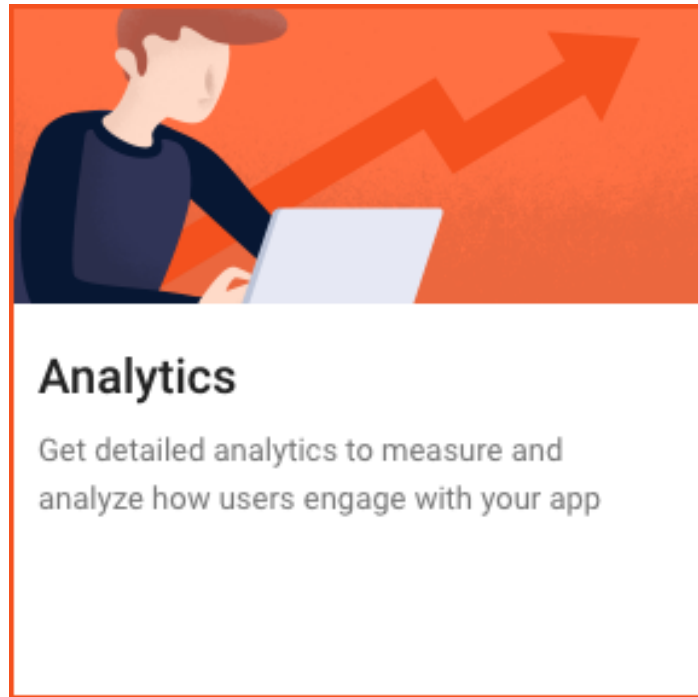 Analytics
Get detailed analytics to measure and
analyze how users engage with your app